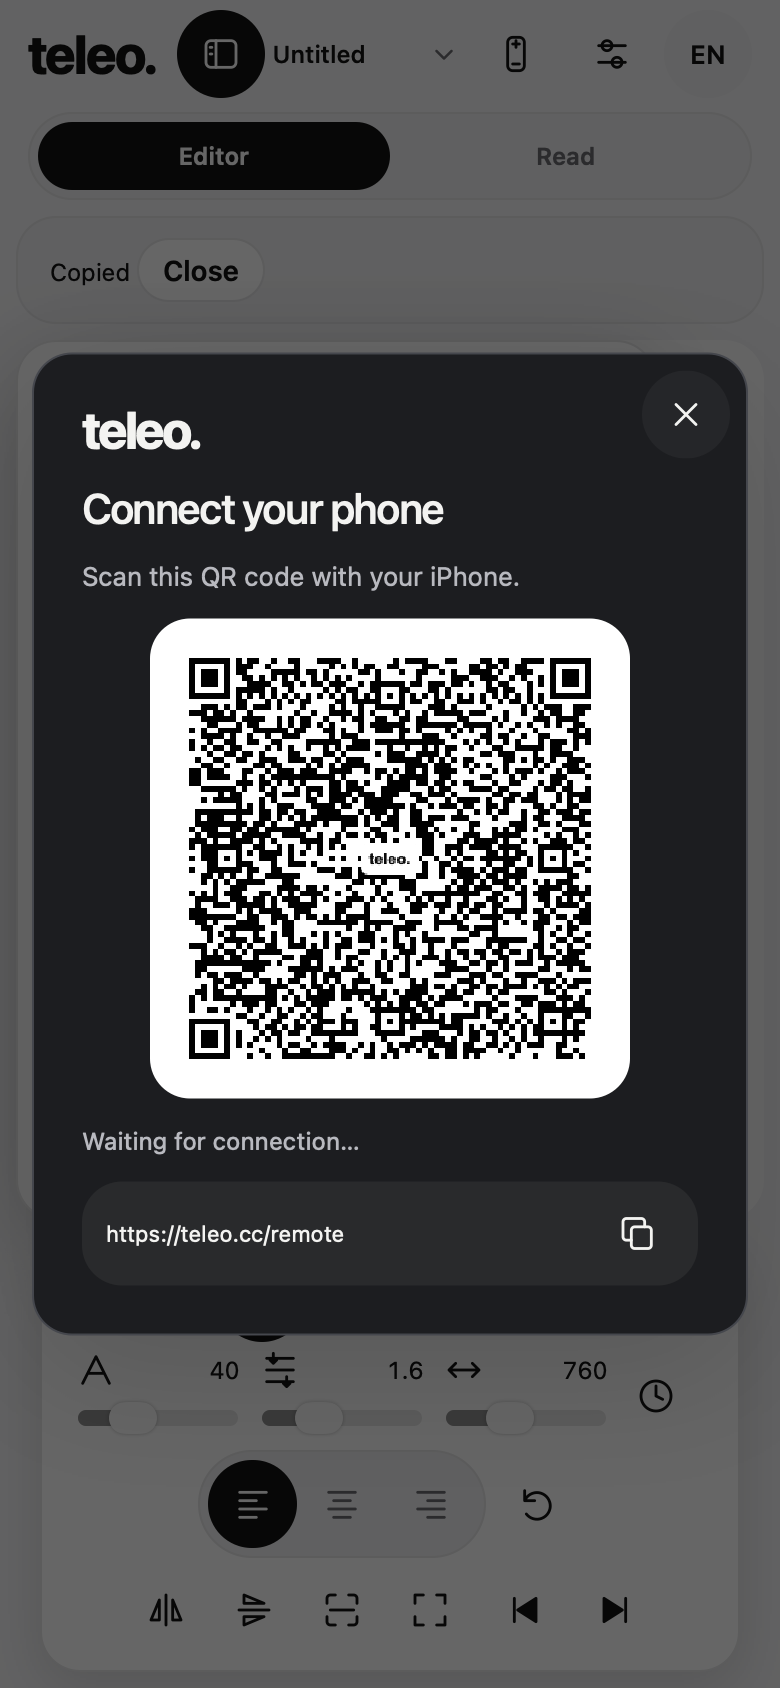 teleo.
Untitled
EN
Editor
Read
Copied
Close
teleo.
Connect your phone
Scan this QR code with your iPhone.
teleo.
Waiting for connection...
https://teleo.cc/remote
40
1.6
760